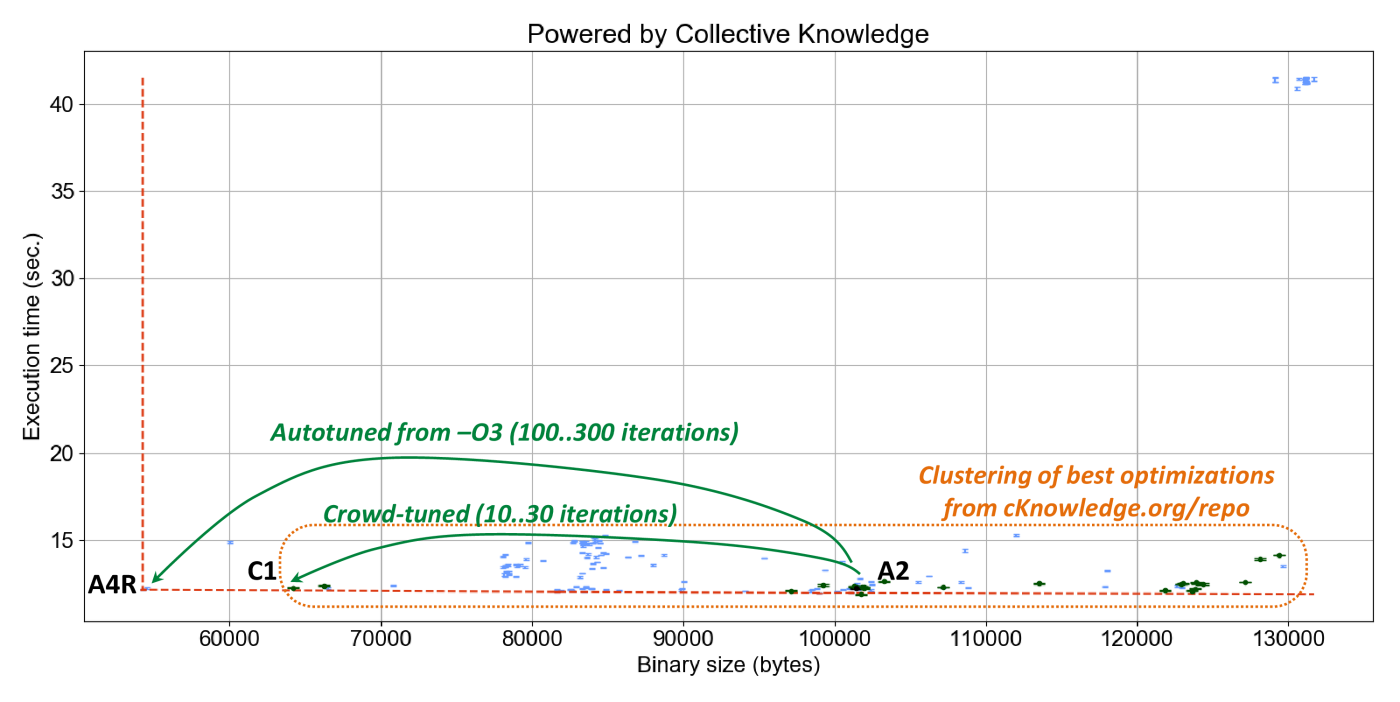 Powered by Collective Knowledge
Execution time (sec.)
40
35
30
25
20
15
Autotuned from –O3 (100..300 iterations)
Clustering of best optimizations
from cKnowledge.org/repo
Crowd-tuned (10..30 iterations)
A4R
C1
A2
60000
70000
80000
90000
100000
110000
120000
130000
Binary size (bytes)